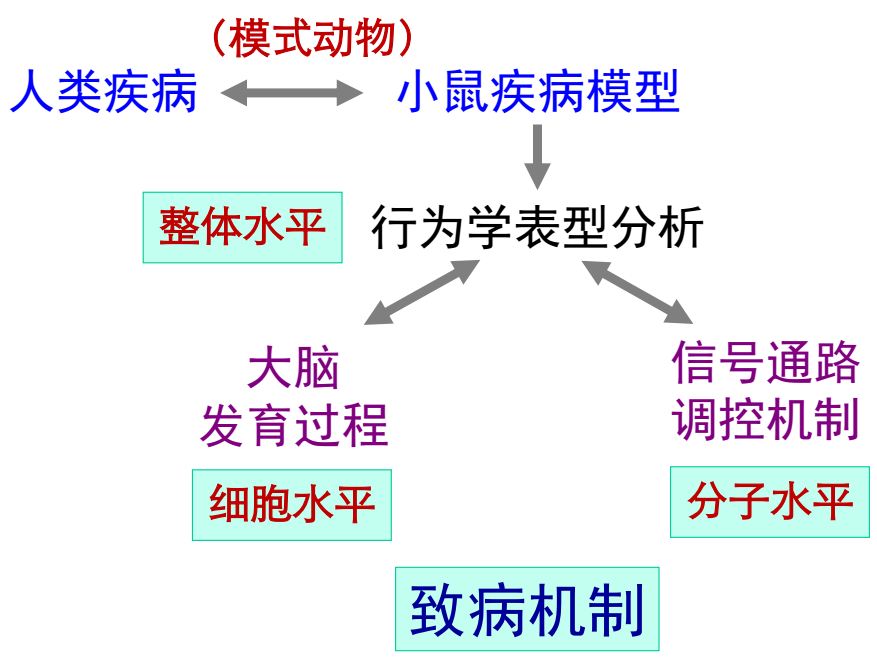 （模式动物）
人类疾病
小鼠疾病模型
整体水平
行为学表型分析
大脑
发育过程
细胞水平
信号通路
调控机制
分子水平
致病机制